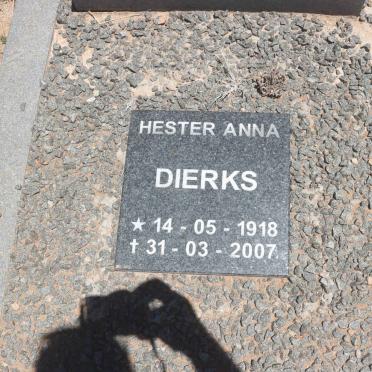 HESTER ANNA
DIERKS
★ 14 - 05 - 1918
† 31 - 03 - 2007